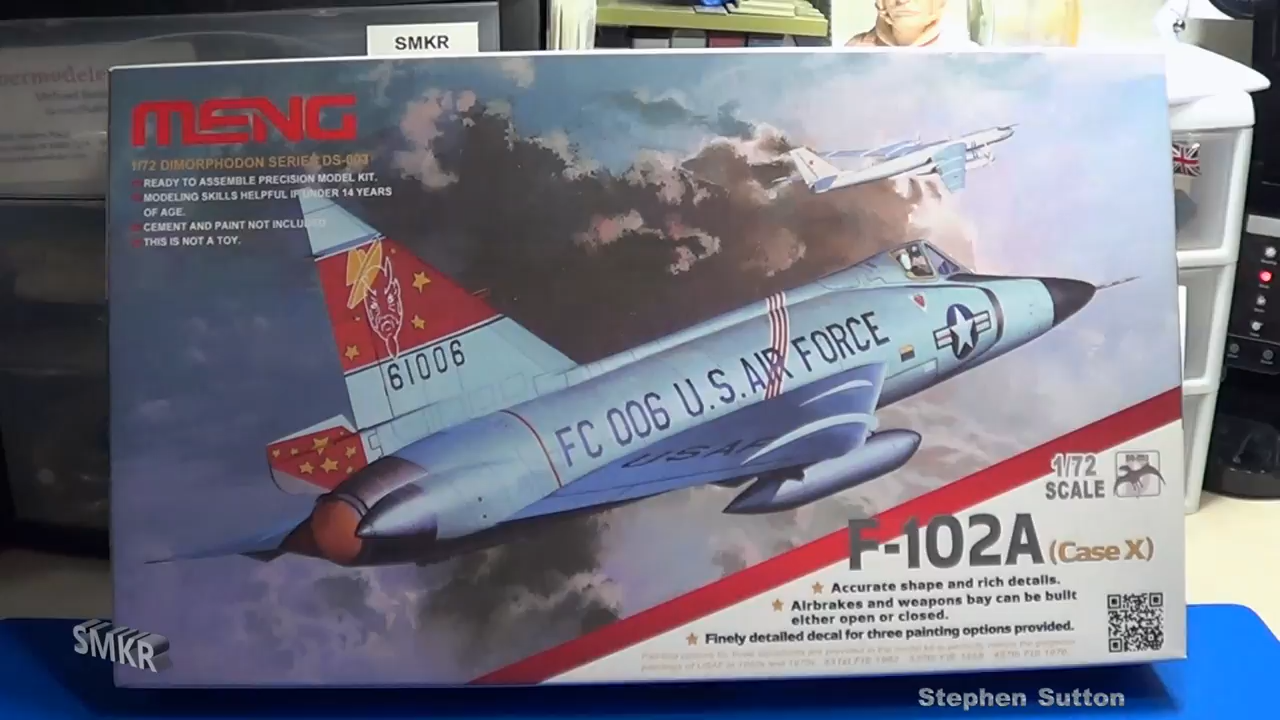 SMKR
MENG
1/72 DIMORPHODON SERIES DS-003
READY TO ASSEMBLE PRECISION MODEL KIT.
MODELING SKILLS HELPFUL IF UNDER 14 YEARS
OF AGE.
CEMENT AND PAINT NOT INCLUDED
THIS IS NOT A TOY.
61006
FC 006 U.S. AIR FORCE
USAF
1/72
SCALE
F-102A (Case X)
Accurate shape and rich details.
Airbrakes and weapons bay can be built
either open or closed.
Finely detailed decal for three painting options provided.
SMKR
Stephen Sutton